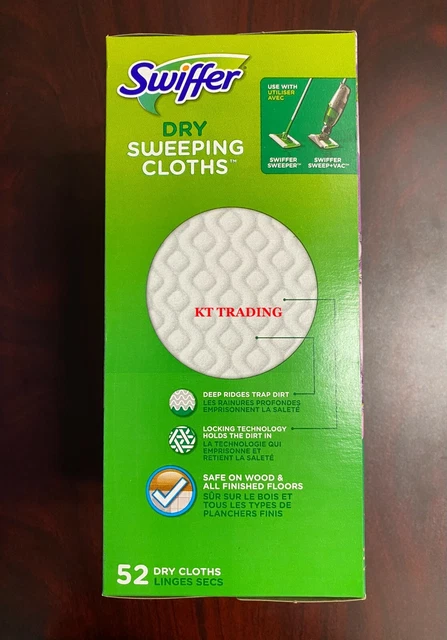 Swiffer
DRY
SWEEPING
CLOTHS™
USE WITH
UTILISER
AVEC
SWIFFER
SWEEPER™
SWIFFER
SWEEP+VAC™
KT TRADING
DEEP RIDGES TRAP DIRT
LES RAINURES PROFONDES
EMPRISONNENT LA SALETÉ
LOCKING TECHNOLOGY
HOLDS THE DIRT IN
LA TECHNOLOGIE QUI
EMPRISONNE ET
RETIENT LA SALETÉ
SAFE ON WOOD &
ALL FINISHED FLOORS
SÛR SUR LE BOIS ET
TOUS LES TYPES DE
PLANCHERS FINIS
52 DRY CLOTHS
LINGES SECS